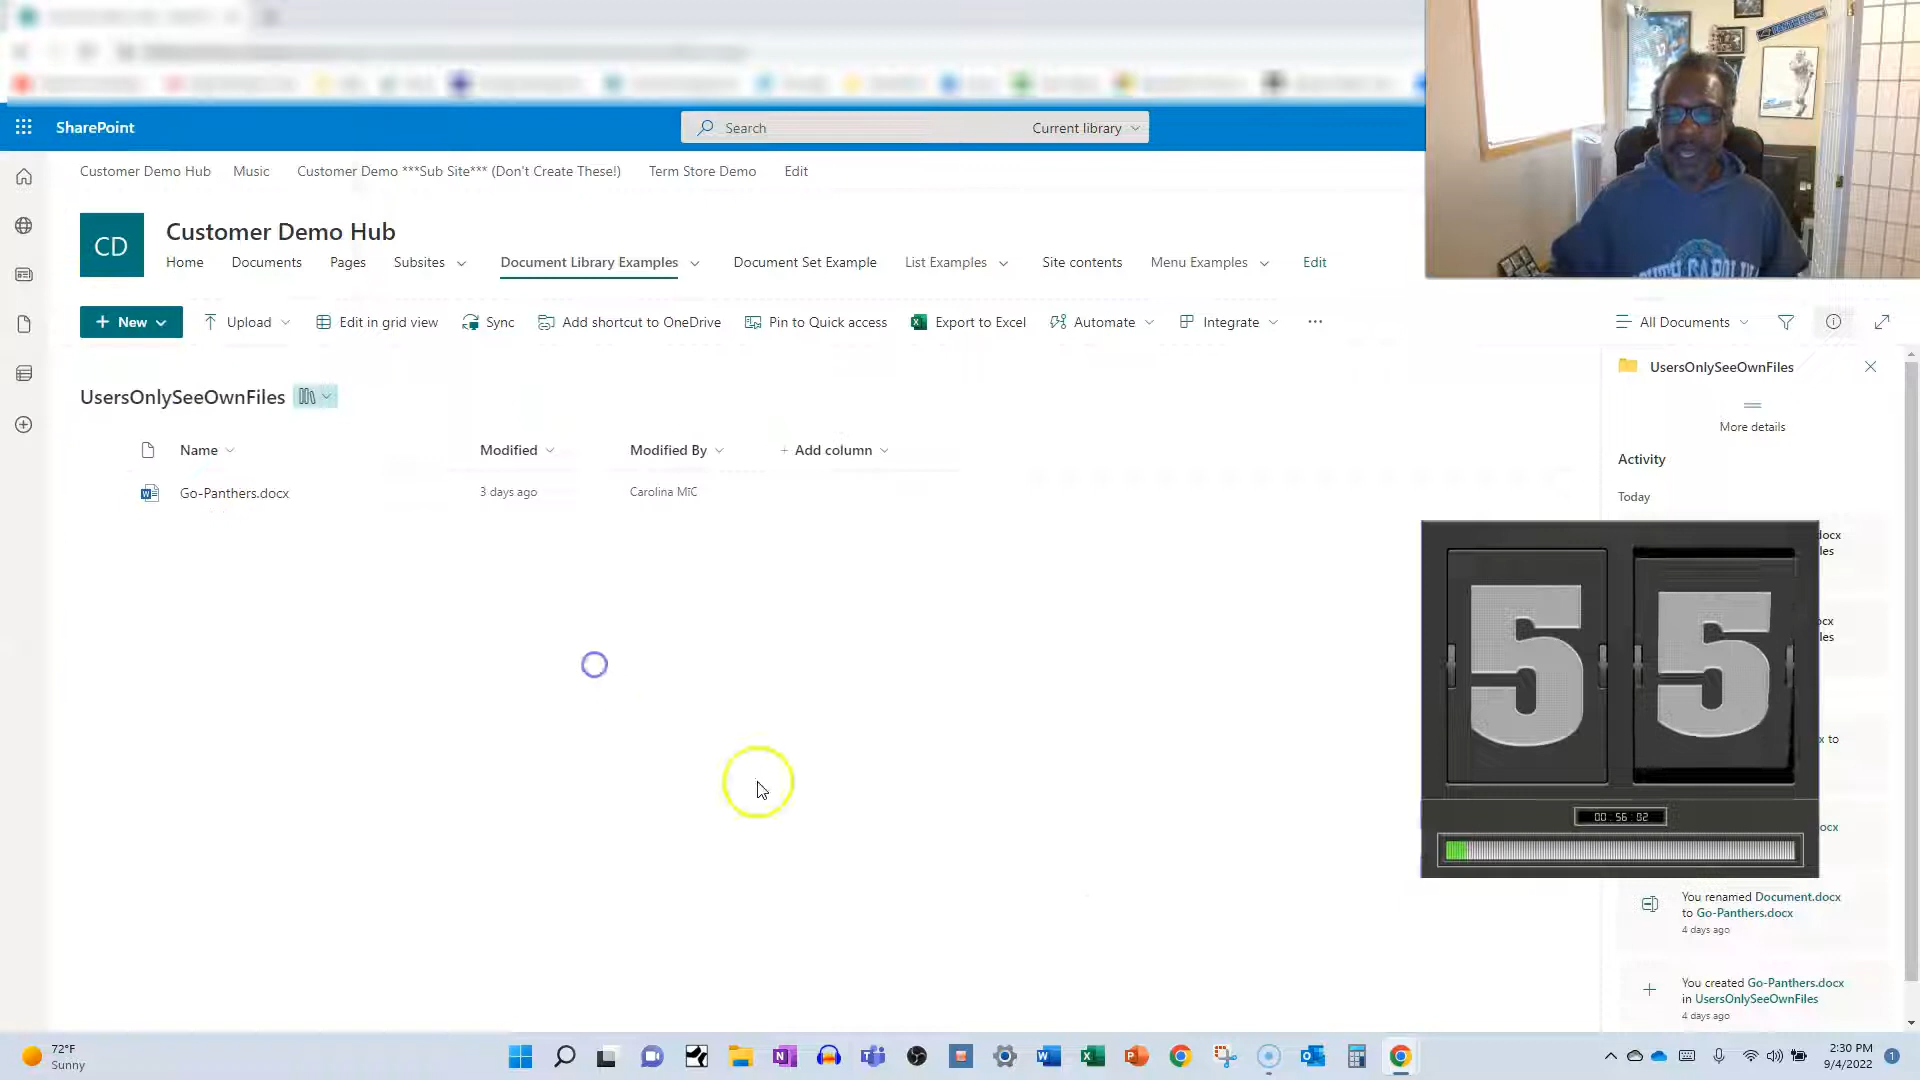 SharePoint
Search
Current library
Customer Demo Hub Music Customer Demo ***Sub Site*** (Don't Create These!) Term Store Demo Edit
CD
Customer Demo Hub
Home Documents Pages Subsites Document Library Examples Document Set Example List Examples Site contents Menu Examples Edit
+ New Upload Edit in grid view Sync Add shortcut to OneDrive Pin to Quick access Export to Excel Automate Integrate ··· All Documents
UsersOnlySeeOwnFiles
Name Modified Modified By + Add column
Go-Panthers.docx 3 days ago Carolina MIC
UsersOnlySeeOwnFiles
More details
Activity
Today
55
00:56:02
You renamed Document.docx
to Go-Panthers.docx
4 days ago
You created Go-Panthers.docx
in UsersOnlySeeOwnFiles
4 days ago
72°F
Sunny
2:30 PM
9/4/2022
1